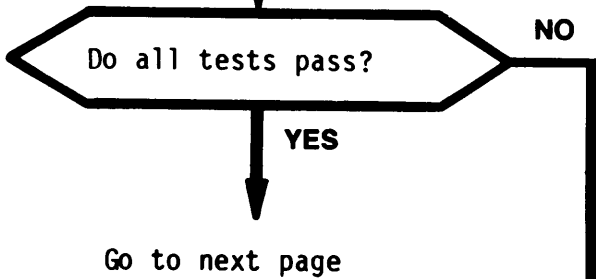 NO
Do all tests pass?
YES
Go to next page